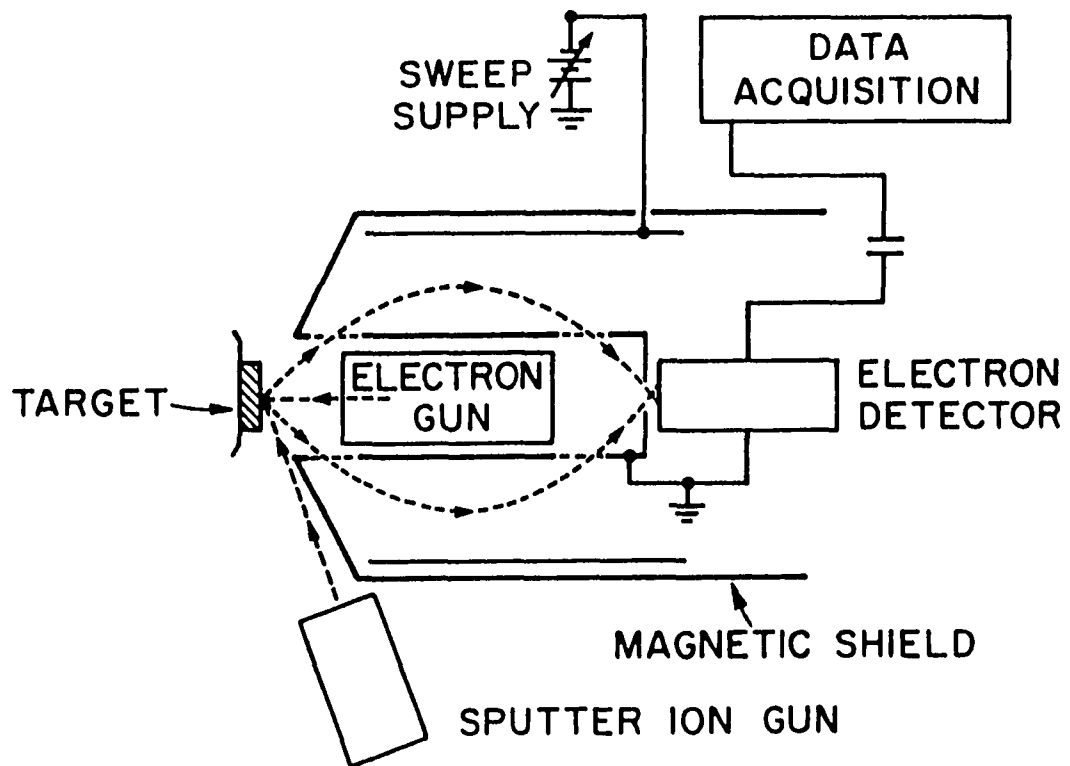 SWEEP
SUPPLY
DATA
ACQUISITION
TARGET
ELECTRON
GUN
ELECTRON
DETECTOR
MAGNETIC SHIELD
SPUTTER ION GUN